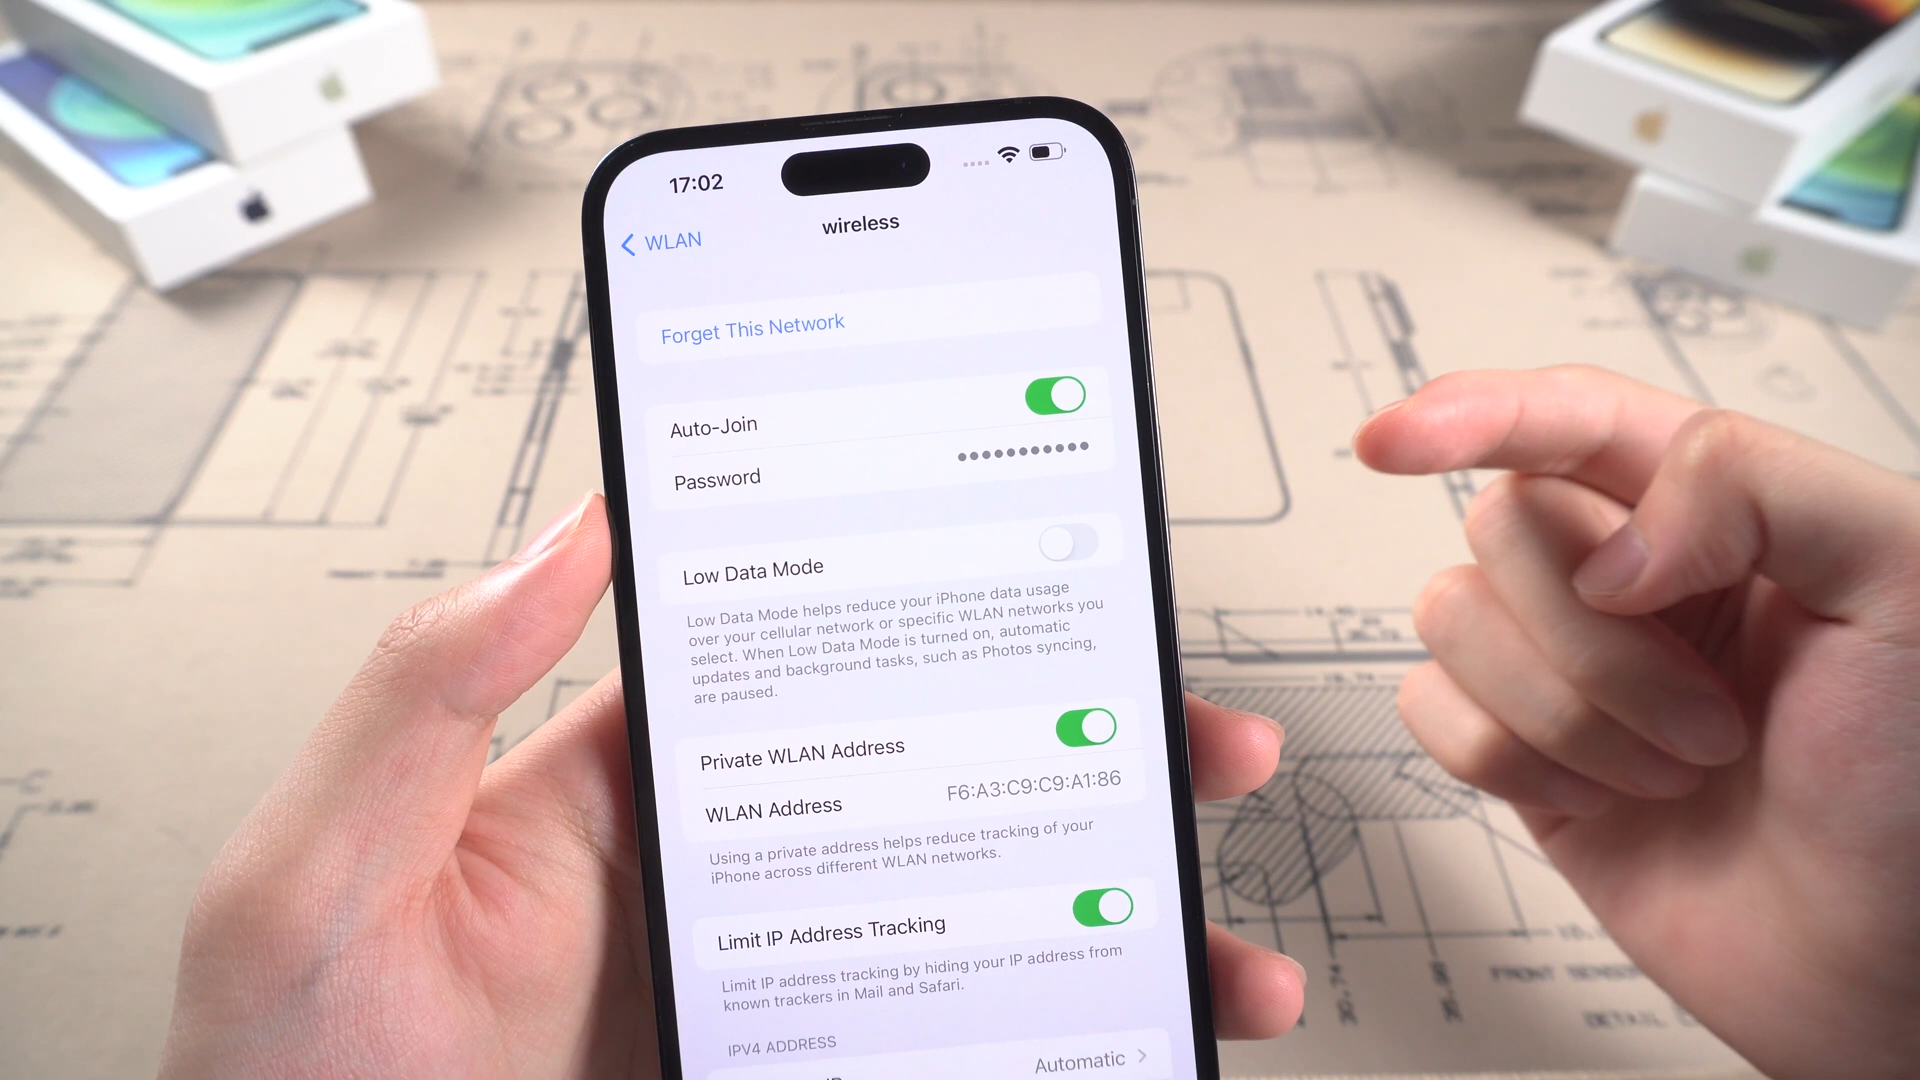 17:02
WLAN
wireless
Forget This Network
Auto-Join
Password
Low Data Mode
Low Data Mode helps reduce your iPhone data usage
over your cellular network or specific WLAN networks you
select. When Low Data Mode is turned on, automatic
updates and background tasks, such as Photos syncing,
are paused.
Private WLAN Address
WLAN Address F6:A3:C9:C9:A1:86
Using a private address helps reduce tracking of your
iPhone across different WLAN networks.
Limit IP Address Tracking
Limit IP address tracking by hiding your IP address from
known trackers in Mail and Safari.
IPV4 ADDRESS
Automatic
30.74
FRONT SENSO
DETAIL